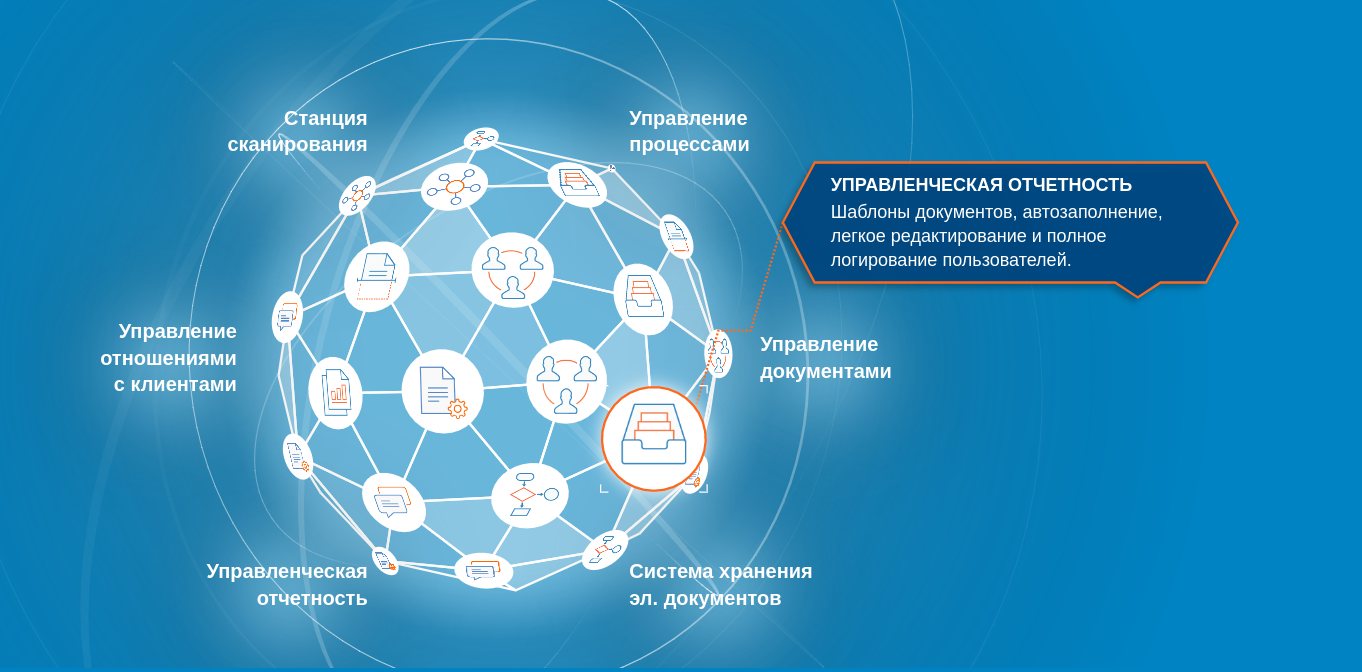 Станция
сканирования
Управление
процессами
УПРАВЛЕНЧЕСКАЯ ОТЧЕТНОСТЬ
Шаблоны документов, автозаполнение,
легкое редактирование и полное
логирование пользователей.
Управление
отношениями
с клиентами
Управление
документами
Управленческая
отчетность
Система хранения
эл. документов